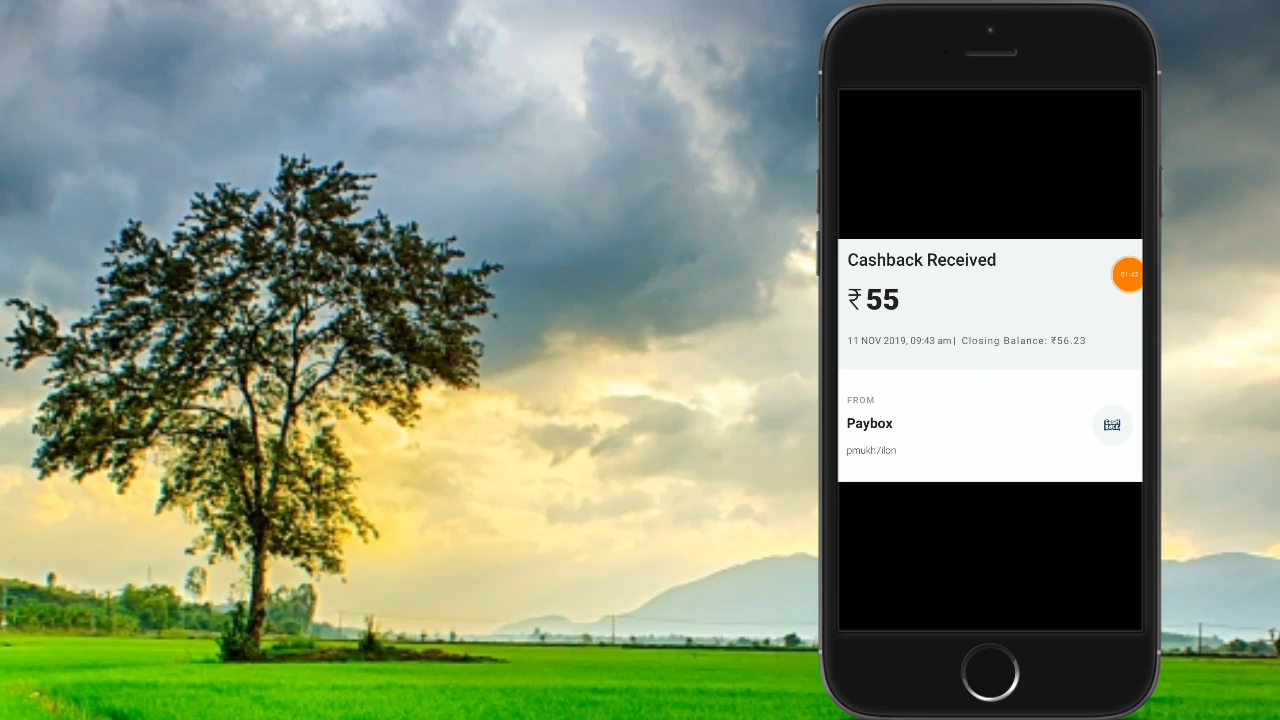 Cashback Received
₹55
11 NOV 2019, 09:43 am| Closing Balance: ₹56.23
FROM
Paybox